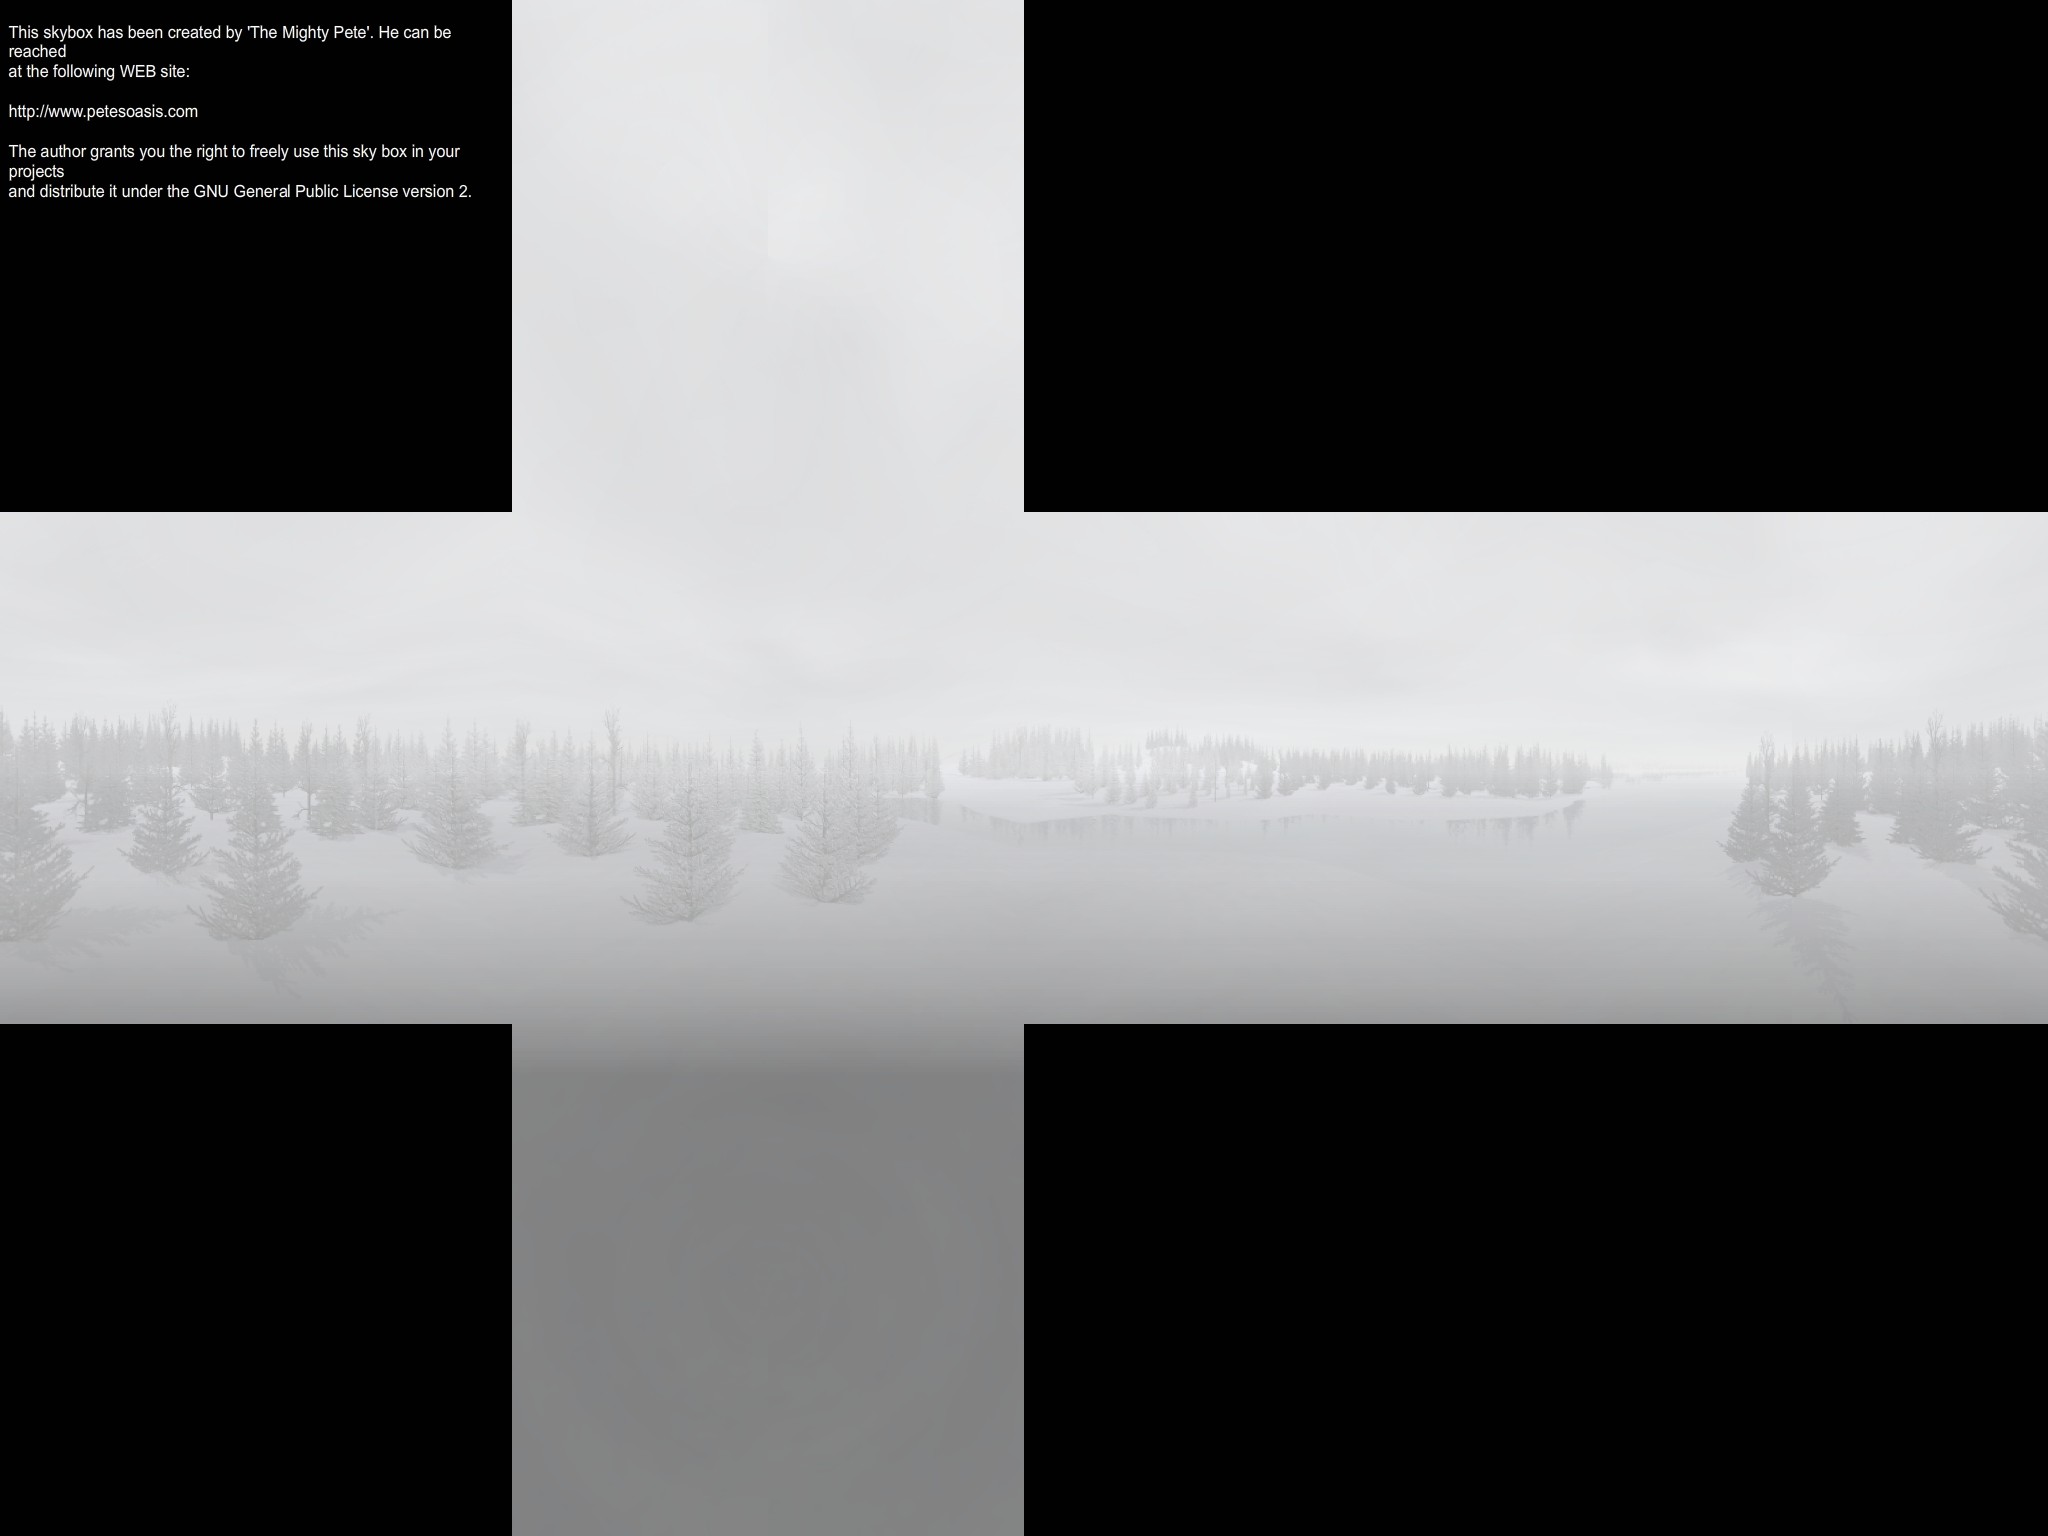 This skybox has been created by 'The Mighty Pete'. He can be
reached
at the following WEB site:
http://www.petesoasis.com
The author grants you the right to freely use this sky box in your
projects
and distribute it under the GNU General Public License version 2.